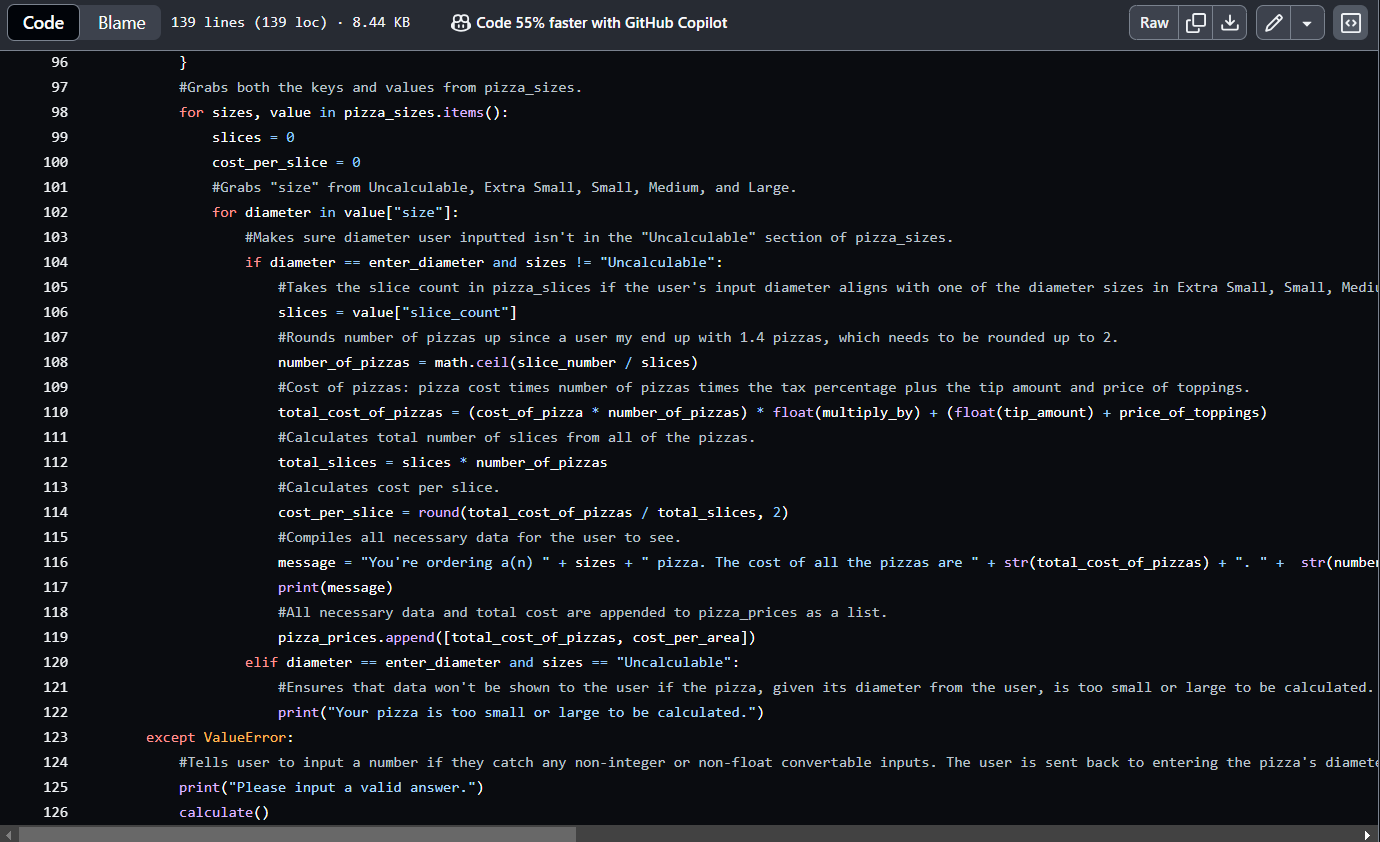 Code Blame 139 lines (139 loc) · 8.44 KB Code 55% faster with GitHub Copilot Raw
96 }
97 #Grabs both the keys and values from pizza_sizes.
98 for sizes, value in pizza_sizes.items():
99 slices = 0
100 cost_per_slice = 0
101 #Grabs "size" from Uncalculable, Extra Small, Small, Medium, and Large.
102 for diameter in value["size"]:
103 #Makes sure diameter user inputted isn't in the "Uncalculable" section of pizza_sizes.
104 if diameter == enter_diameter and sizes != "Uncalculable":
105 #Takes the slice count in pizza_slices if the user's input diameter aligns with one of the diameter sizes in Extra Small, Small, Mediu
106 slices = value["slice_count"]
107 #Rounds number of pizzas up since a user my end up with 1.4 pizzas, which needs to be rounded up to 2.
108 number_of_pizzas = math.ceil(slice_number / slices)
109 #Cost of pizzas: pizza cost times number of pizzas times the tax percentage plus the tip amount and price of toppings.
110 total_cost_of_pizzas = (cost_of_pizza * number_of_pizzas) * float(multiply_by) + (float(tip_amount) + price_of_toppings)
111 #Calculates total number of slices from all of the pizzas.
112 total_slices = slices * number_of_pizzas
113 #Calculates cost per slice.
114 cost_per_slice = round(total_cost_of_pizzas / total_slices, 2)
115 #Compiles all necessary data for the user to see.
116 message = "You're ordering a(n) " + sizes + " pizza. The cost of all the pizzas are " + str(total_cost_of_pizzas) + ". " +  str(number
117 print(message)
118 #All necessary data and total cost are appended to pizza_prices as a list.
119 pizza_prices.append([total_cost_of_pizzas, cost_per_area])
120 elif diameter == enter_diameter and sizes == "Uncalculable":
121 #Ensures that data won't be shown to the user if the pizza, given its diameter from the user, is too small or large to be calculated.
122 print("Your pizza is too small or large to be calculated.")
123 except ValueError:
124 #Tells user to input a number if they catch any non-integer or non-float convertable inputs. The user is sent back to entering the pizza's diamete
125 print("Please input a valid answer.")
126 calculate()